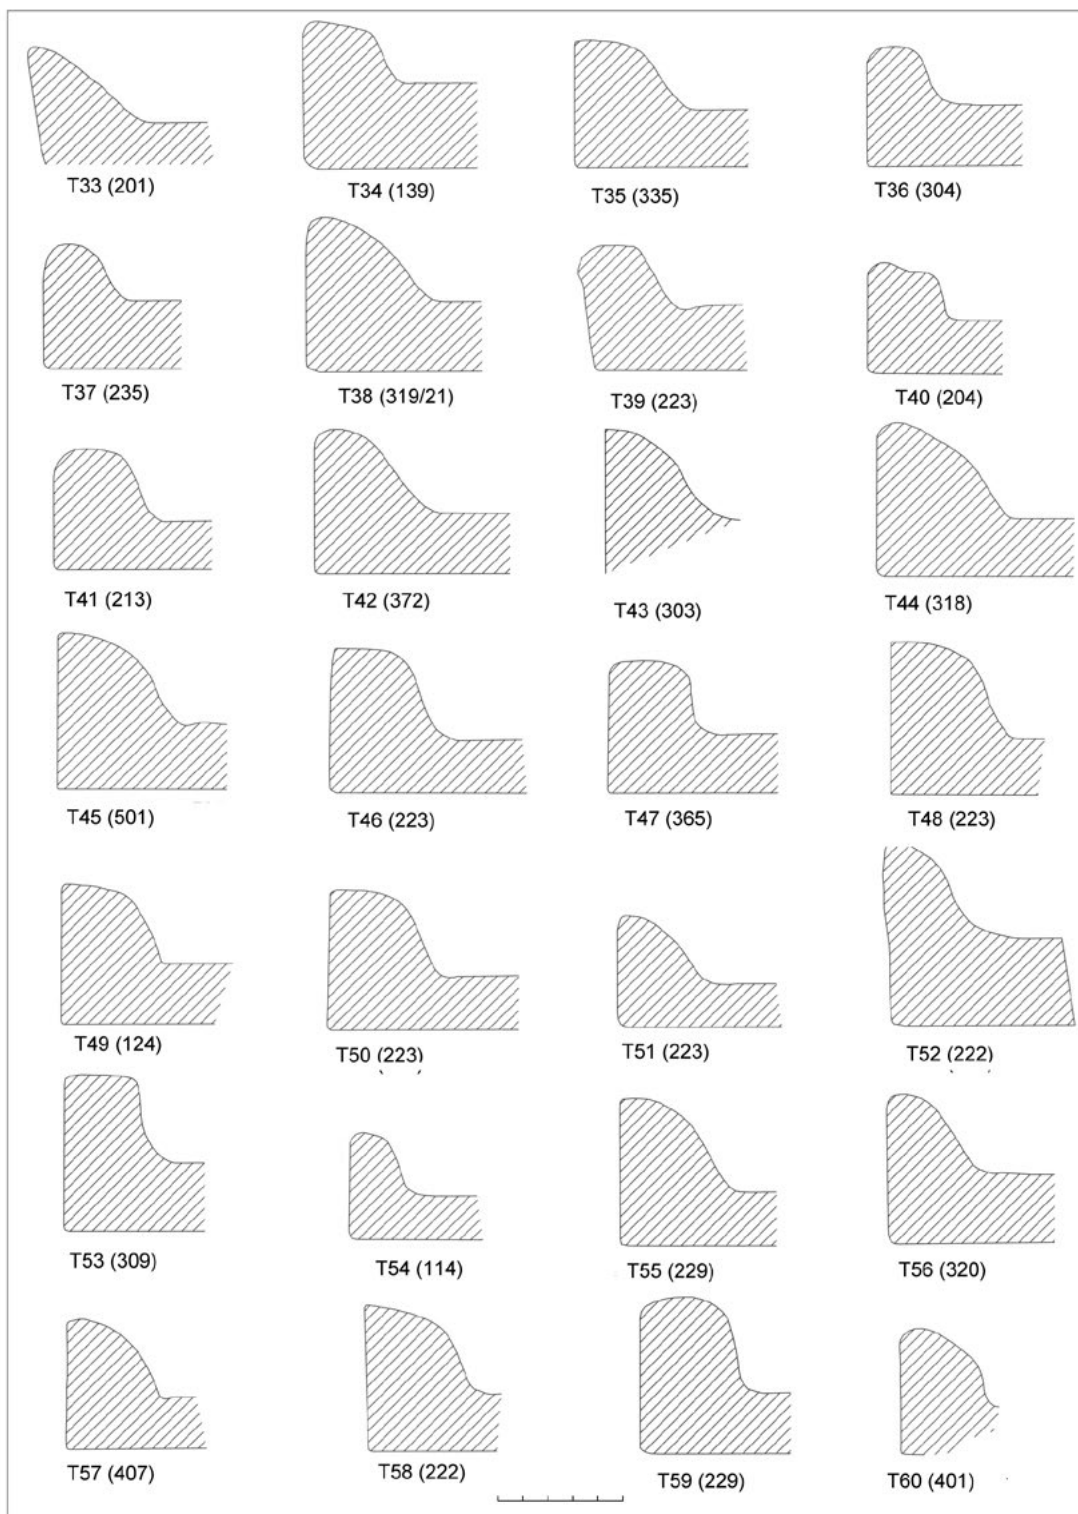 T33 (201)
T34 (139)
T35 (335)
T36 (304)
T37 (235)
T38 (319/21)
T39 (223)
T40 (204)
T41 (213)
T42 (372)
T43 (303)
T44 (318)
T45 (501)
T46 (223)
T47 (365)
T48 (223)
T49 (124)
T50 (223)
T51 (223)
T52 (222)
T53 (309)
T54 (114)
T55 (229)
T56 (320)
T57 (407)
T58 (222)
T59 (229)
T60 (401)